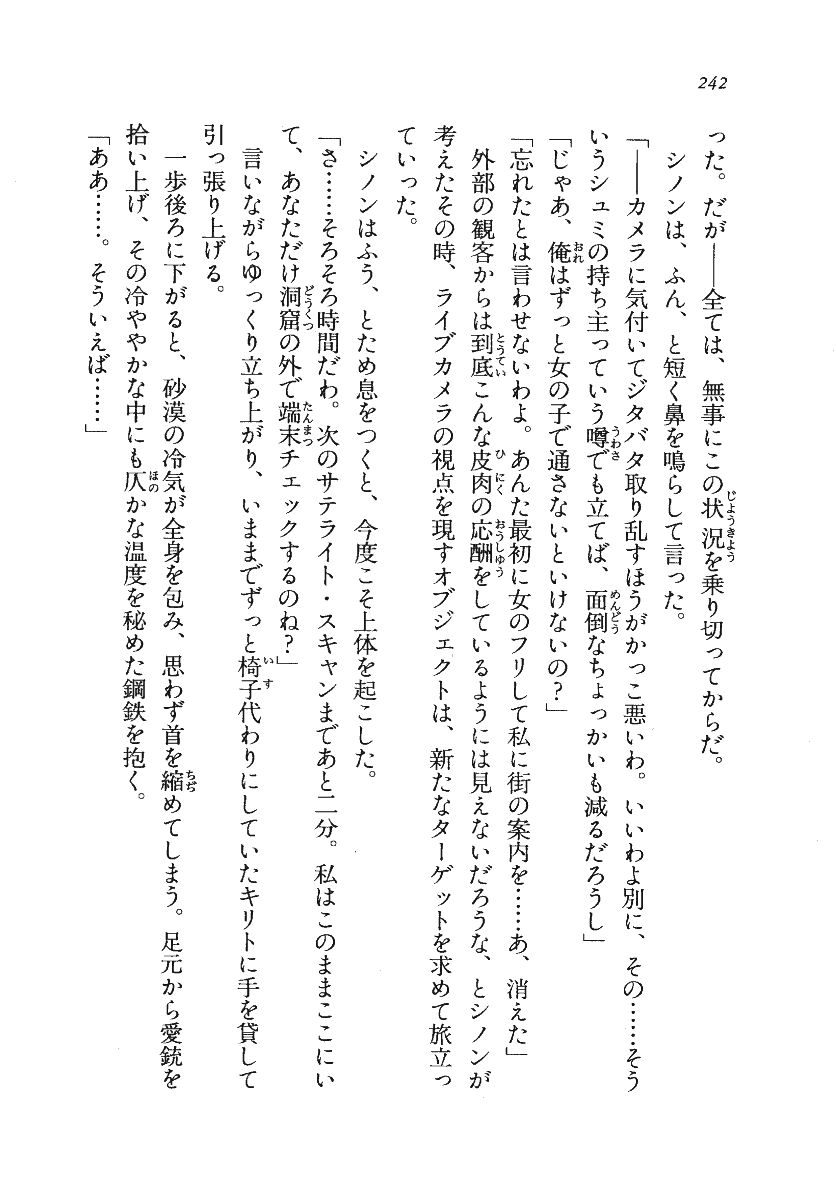 242
った。だが――全ては、無事にこの状況を乗り切ってからだ。
シノンは、ふん、と短く鼻を鳴らして言った。
「――カメラに気付いてジタバタ取り乱すほうがかっこ悪いわ。いいわよ別に、その……そう
いうシュミの持ち主っていう噂でも立てば、面倒なちょっかいも減るだろうし」
「じゃあ、俺はずっと女の子で通さないといけないの？」
「忘れたとは言わせないわよ。あんた最初に女のフリして私に街の案内を……あ、消えた」
外部の観客からは到底こんな皮肉の応酬をしているようには見えないだろうな、とシノンが
考えたその時、ライブカメラの視点を現すオブジェクトは、新たなターゲットを求めて旅立っ
ていった。
シノンはふう、とため息をつくと、今度こそ上体を起こした。
「さ……そろそろ時間だわ。次のサテライト・スキャンまであと二分。私はこのままここにい
て、あなただけ洞窟の外で端末チェックするのね？」
言いながらゆっくり立ち上がり、いままでずっと椅子代わりにしていたキリトに手を貸して
引っ張り上げる。
一歩後ろに下がると、砂漠の冷気が全身を包み、思わず首を縮めてしまう。足元から愛銃を
拾い上げ、その冷ややかな中にも仄かな温度を秘めた鋼鉄を抱く。
「ああ……。そういえば……」